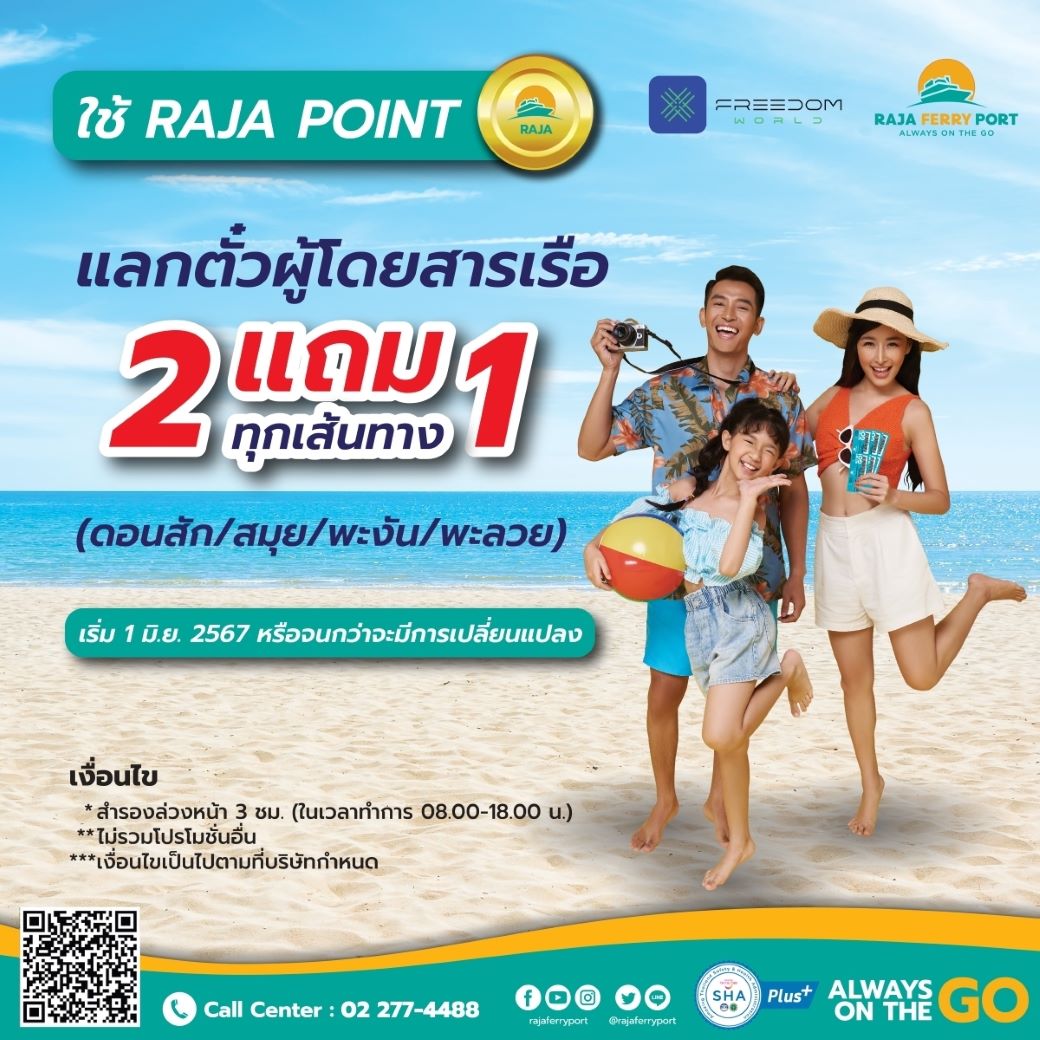 ใช้ RAJA POINT
RAJA
FREEDOM
WORLD
RAJA FERRY PORT
ALWAYS ON THE GO
แลกตั๋วผู้โดยสารเรือ
2 แถม 1
ทุกเส้นทาง
(ดอนสัก/สมุย/พะงัน/พะลวย)
เริ่ม 1 มิ.ย. 2567 หรือจนกว่าจะมีการเปลี่ยนแปลง
เงื่อนไข
* สำรองล่วงหน้า 3 ชม. (ในเวลาทำการ 08.00-18.00 น.)
** ไม่รวมโปรโมชั่นอื่น
***เงื่อนไขเป็นไปตามที่บริษัทกำหนด
Call Center : 02 277-4488
rajaferryport
LINE
@rajaferryport
SHA
Plus+
ALWAYS
ON THE GO